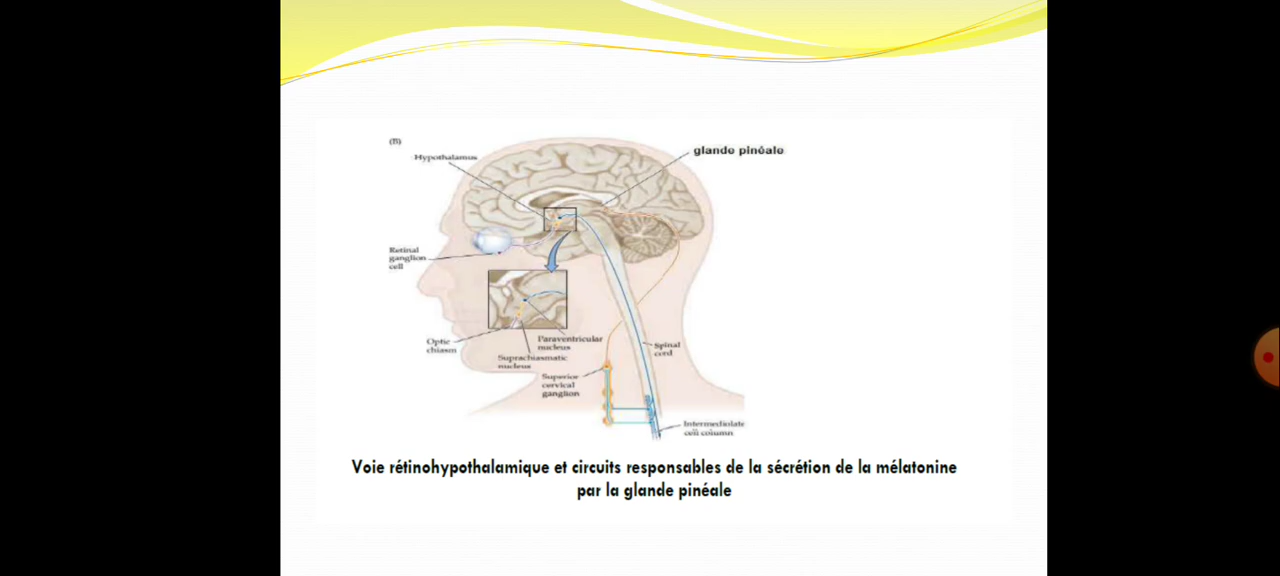 (B)
Hypothalamus
glande pinéale
Retinal
ganglion
cell
Optic
chiasm
Paraventricular
nucleus
Suprachiasmatic
nucleus
Spinal
cord
Superior
cervical
ganglion
Intermediolate
cell column
Voie rétinohypothalamique et circuits responsables de la sécrétion de la mélatonine
par la glande pinéale